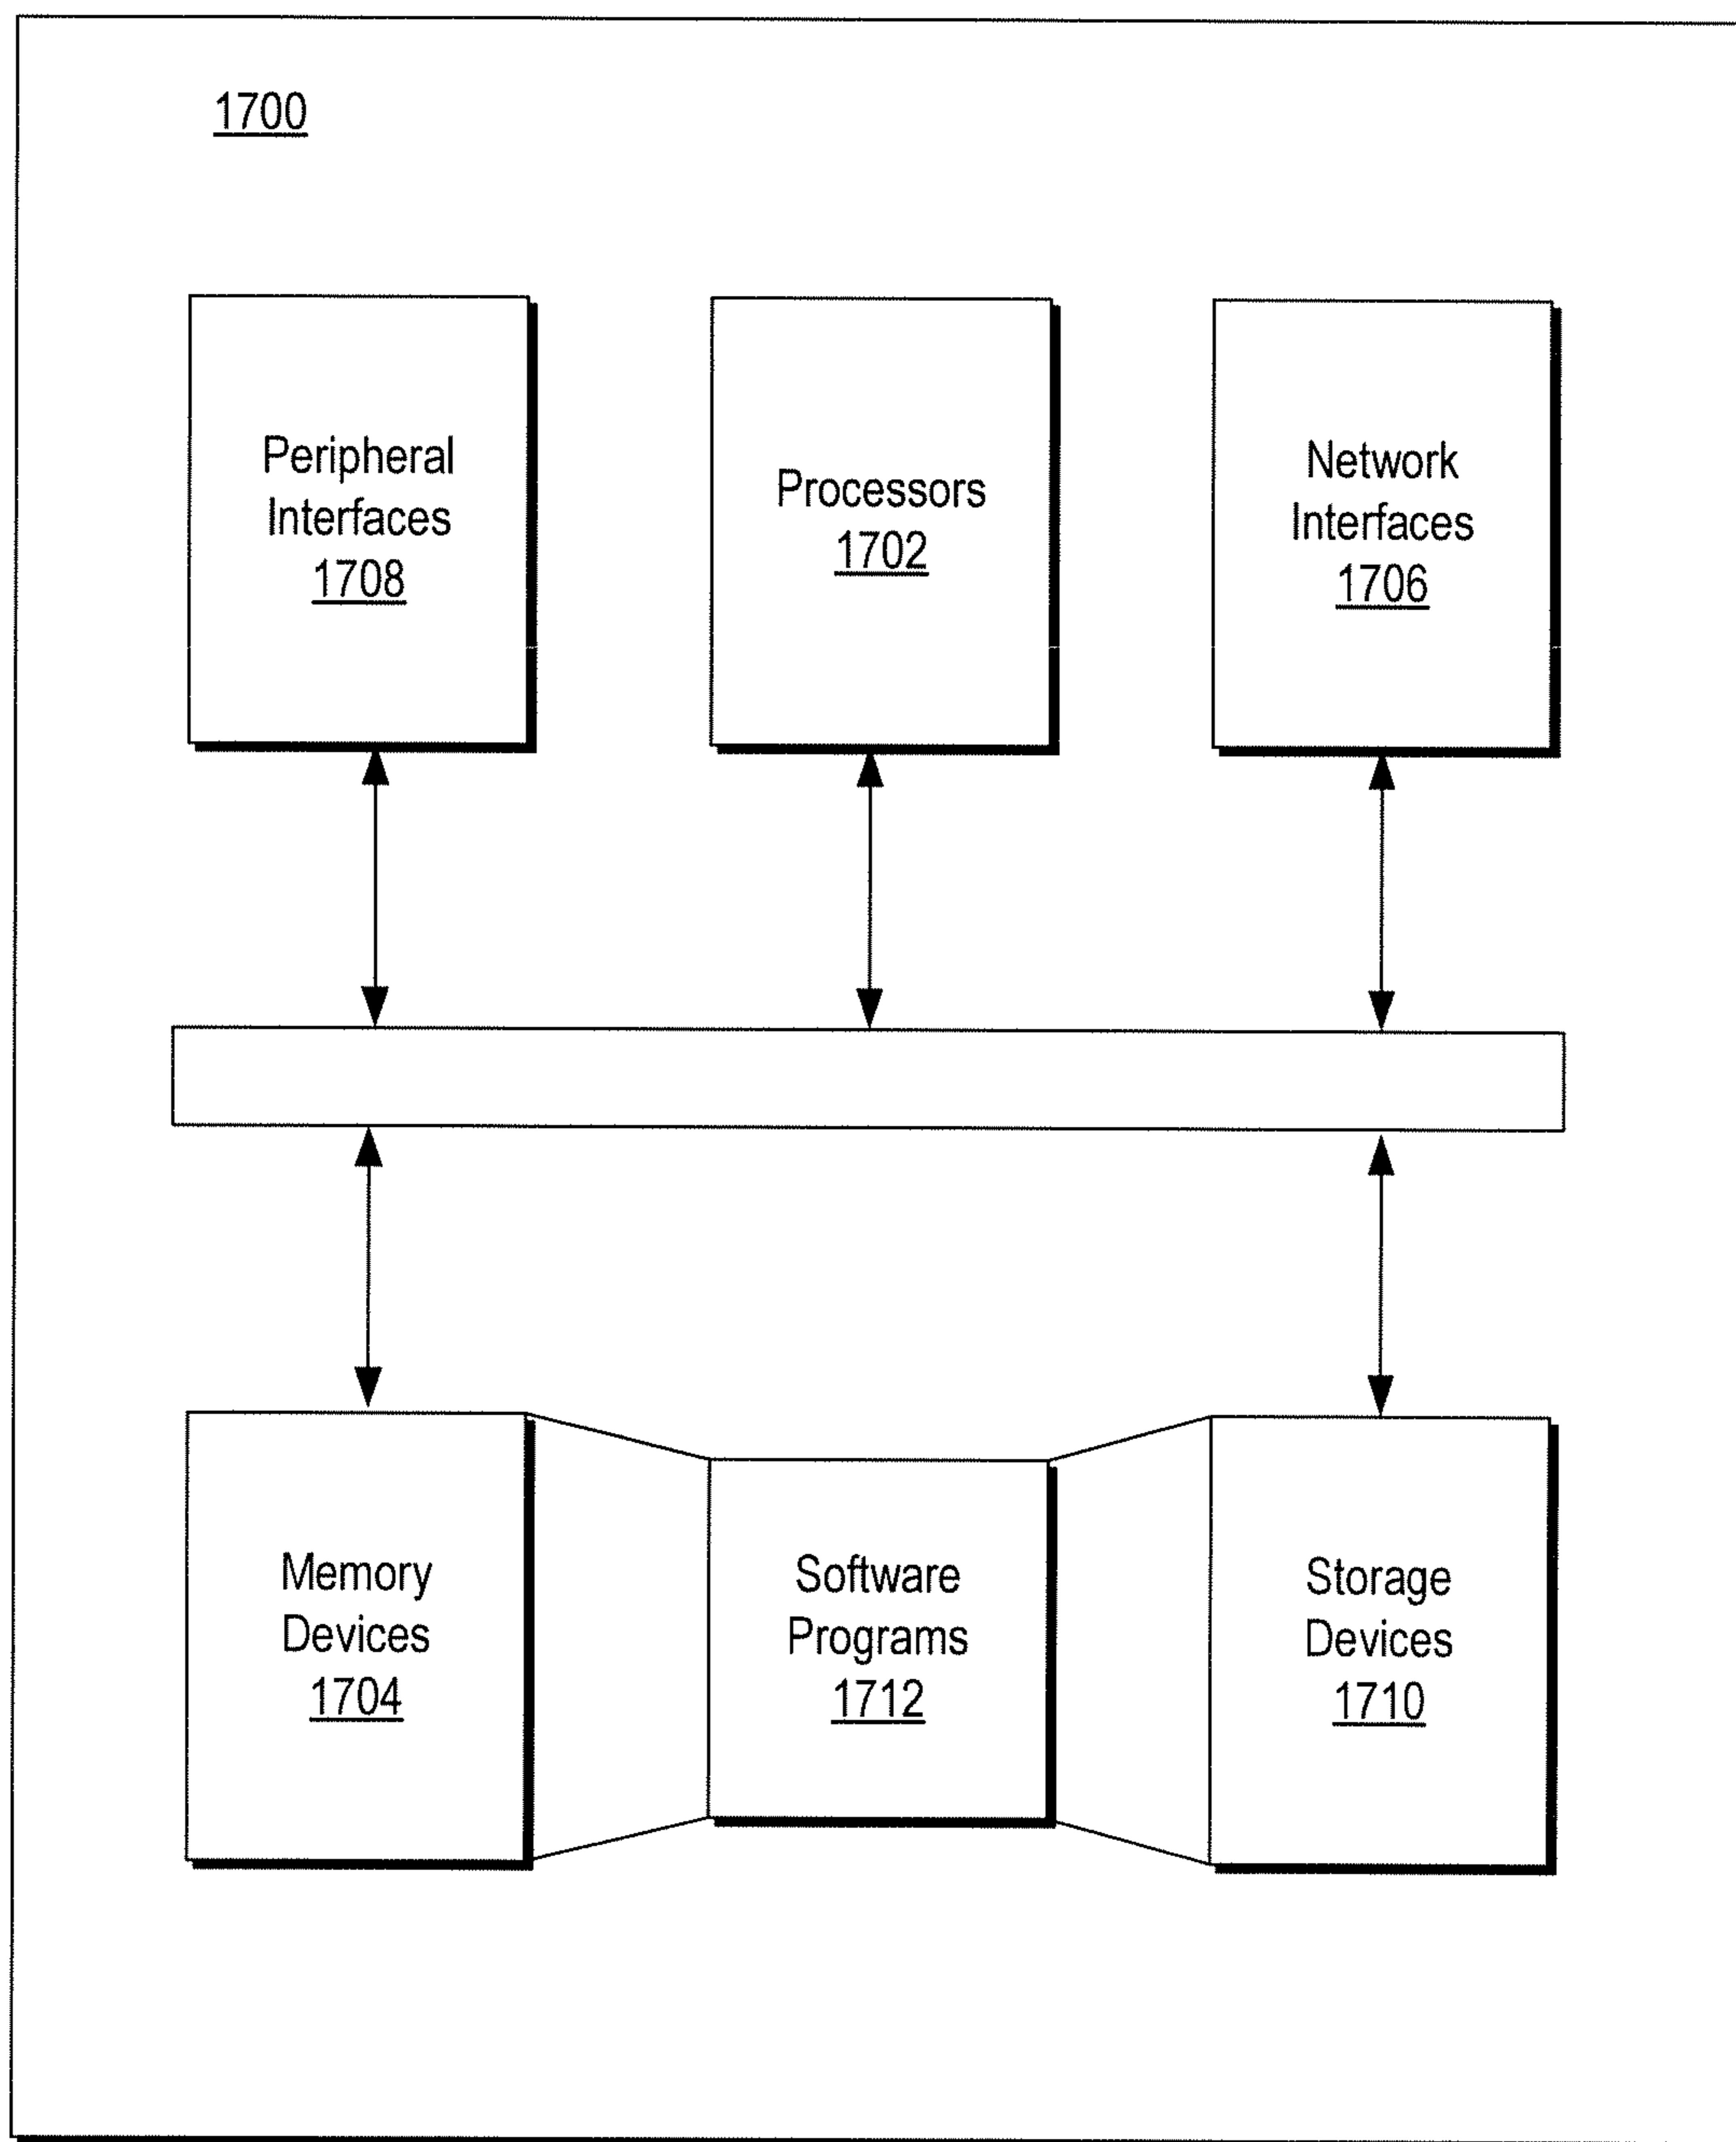 1700
Peripheral
Interfaces
1708
Processors
1702
Network
Interfaces
1706
Memory
Devices
1704
Software
Programs
1712
Storage
Devices
1710